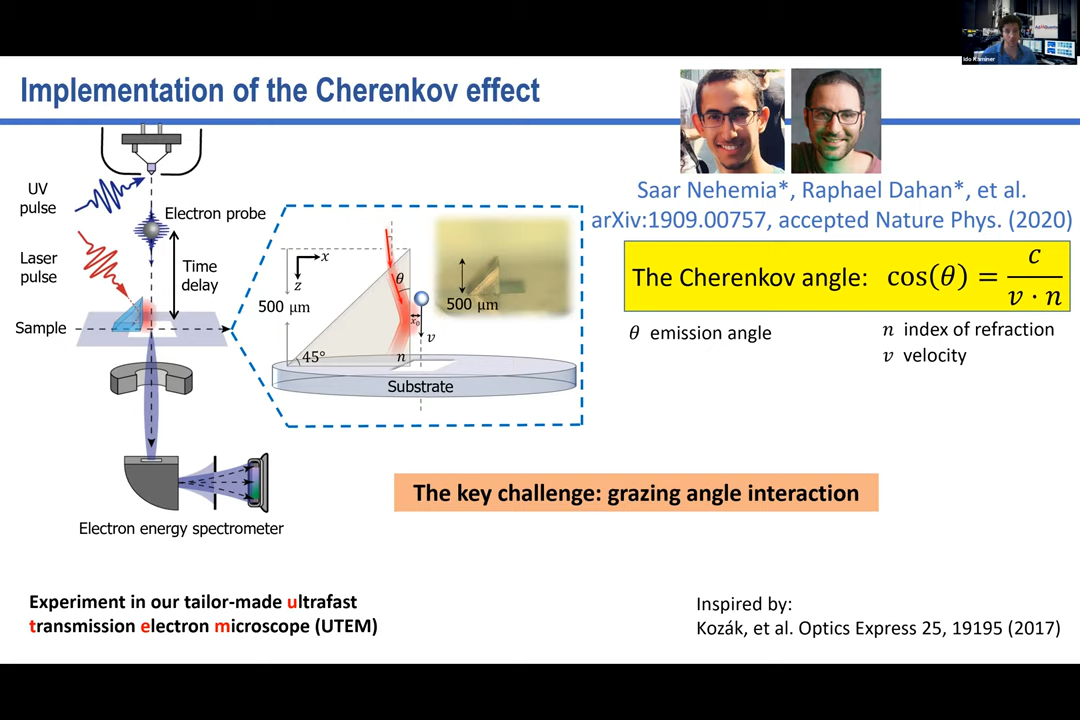 Ido Kaminer
Implementation of the Cherenkov effect
UV
pulse
Electron probe
Laser
pulse
Time
delay
Sample
x
z
500 μm
θ
x₀
v
500 μm
45°
n
Substrate
Electron energy spectrometer
Saar Nehemia*, Raphael Dahan*, et al.
arXiv:1909.00757, accepted Nature Phys. (2020)
The Cherenkov angle: cos(θ) = c / v · n
θ emission angle
n index of refraction
v velocity
The key challenge: grazing angle interaction
Experiment in our tailor-made ultrafast
transmission electron microscope (UTEM)
Inspired by:
Kozák, et al. Optics Express 25, 19195 (2017)